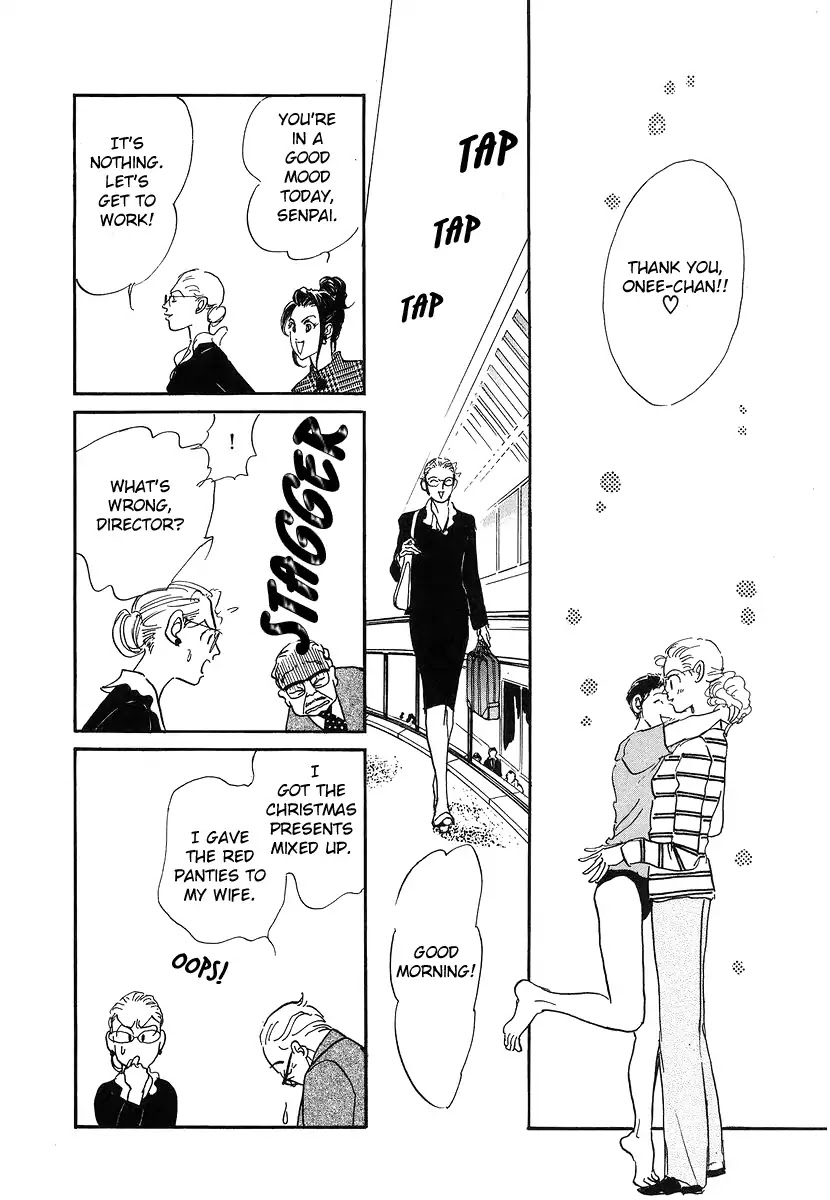 THANK YOU,
ONEE-CHAN!!
♡
TAP
TAP
TAP
GOOD
MORNING!
YOU'RE
IN A
GOOD
MOOD
TODAY,
SENPAI.
IT'S
NOTHING.
LET'S
GET TO
WORK!
STAGGER
!
WHAT'S
WRONG,
DIRECTOR?
I
GOT THE
CHRISTMAS
PRESENTS
MIXED UP.
I GAVE
THE RED
PANTIES TO
MY WIFE.
OOPS!